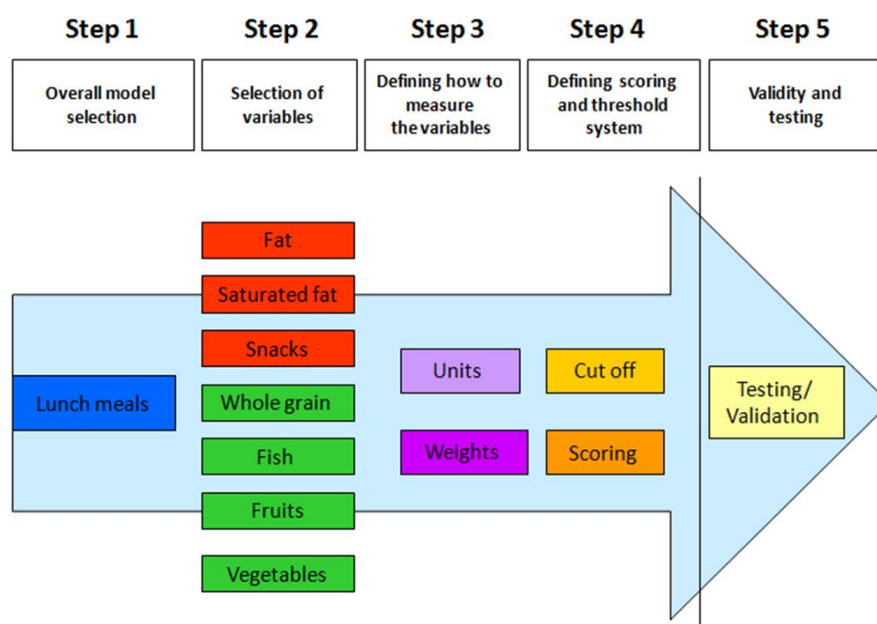 Step 1
Step 2
Step 3
Step 4
Step 5
Overall model
selection
Selection of
variables
Defining how to
measure
the variables
Defining scoring
and threshold
system
Validity and
testing
Fat
Saturated fat
Snacks
Lunch meals
Whole grain
Fish
Fruits
Vegetables
Units
Weights
Cut off
Scoring
Testing/
Validation